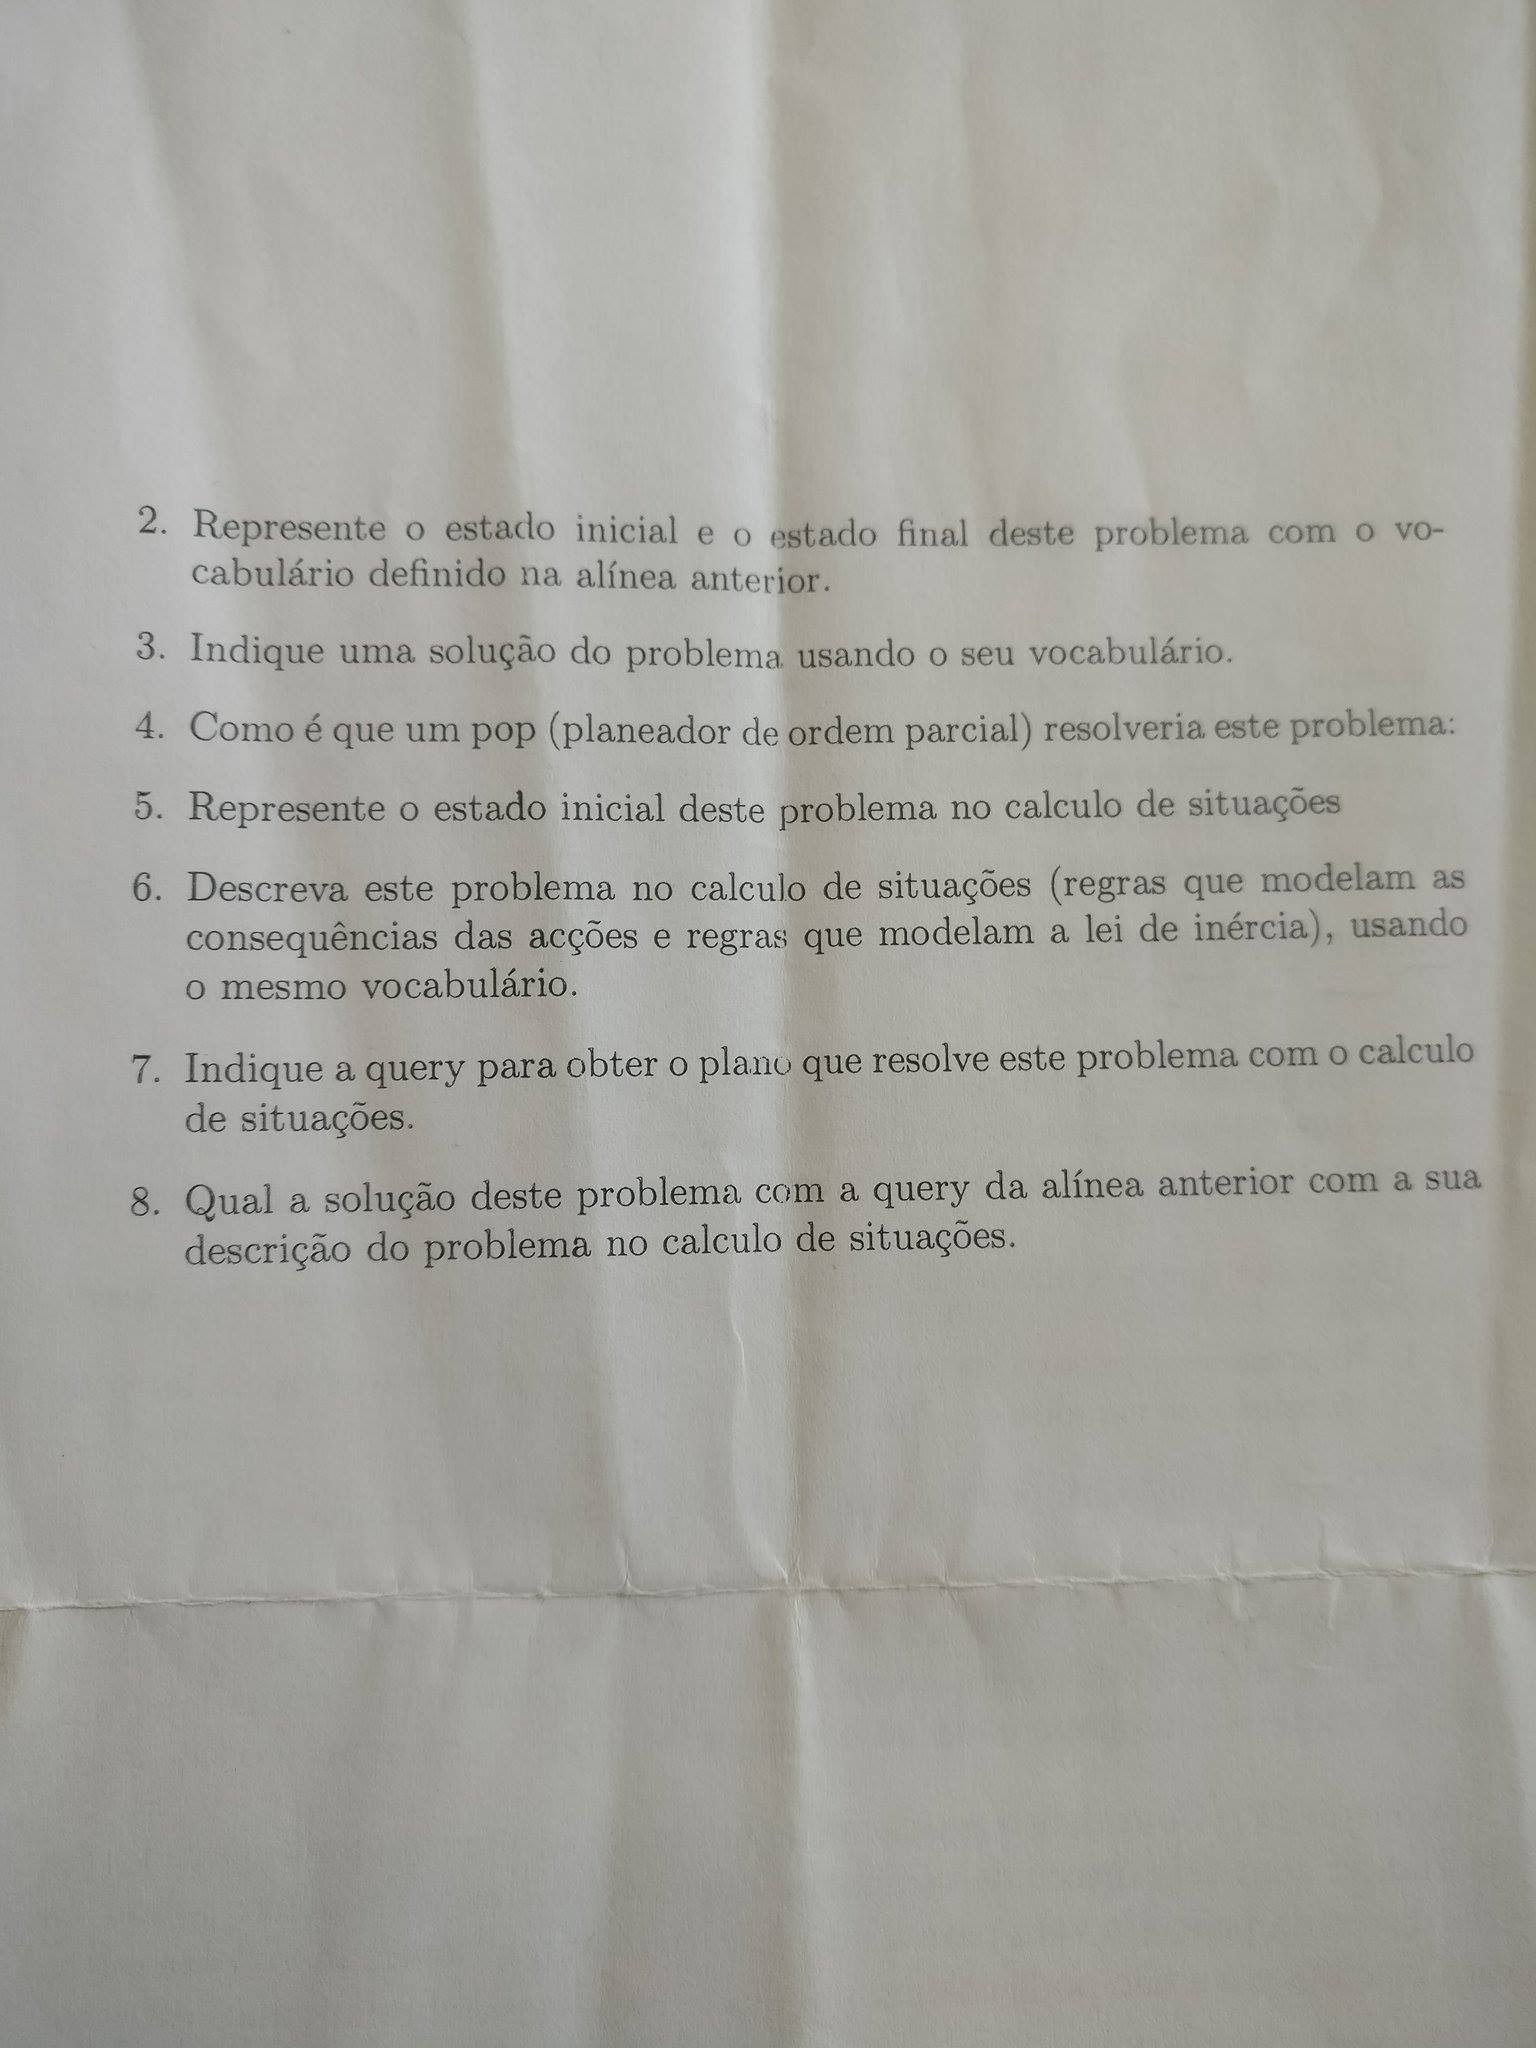 2. Represente o estado inicial e o estado final deste problema com o vo-
cabulário definido na alínea anterior.
3. Indique uma solução do problema usando o seu vocabulário.
4. Como é que um pop (planeador de ordem parcial) resolveria este problema:
5. Represente o estado inicial deste problema no calculo de situações
6. Descreva este problema no calculo de situações (regras que modelam as
consequências das acções e regras que modelam a lei de inércia), usando
o mesmo vocabulário.
7. Indique a query para obter o plano que resolve este problema com o calculo
de situações.
8. Qual a solução deste problema com a query da alínea anterior com a sua
descrição do problema no calculo de situações.